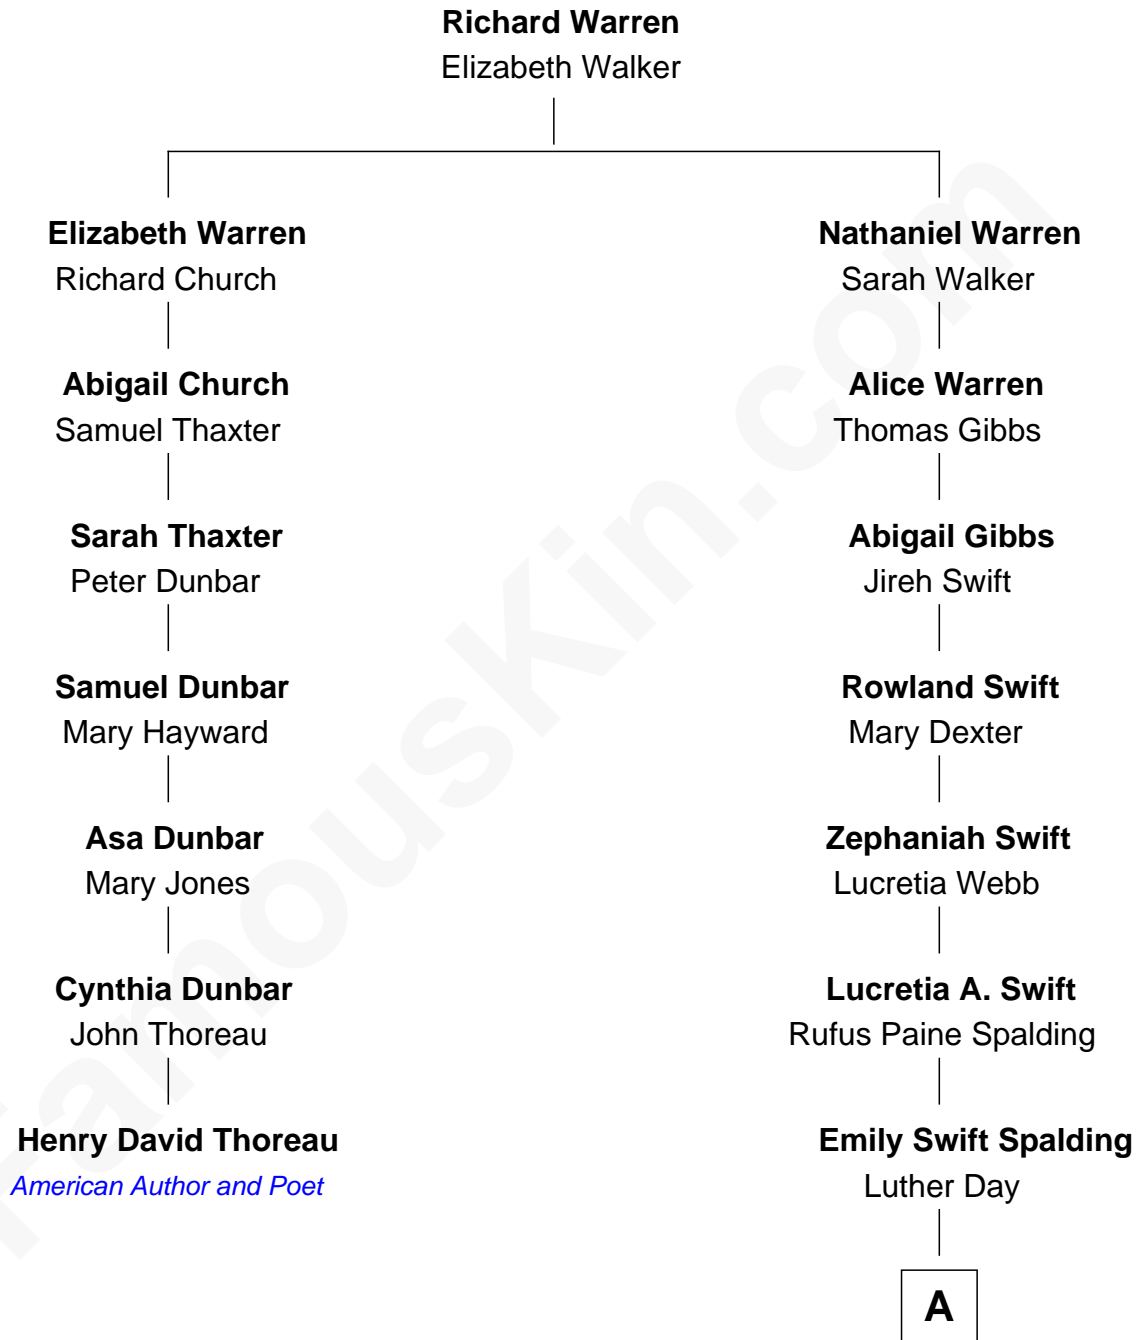 Richard Warren
Elizabeth Walker
Elizabeth Warren
Richard Church
Nathaniel Warren
Sarah Walker
Abigail Church
Samuel Thaxter
Alice Warren
Thomas Gibbs
Sarah Thaxter
Peter Dunbar
Abigail Gibbs
Jireh Swift
Samuel Dunbar
Mary Hayward
Rowland Swift
Mary Dexter
Asa Dunbar
Mary Jones
Zephaniah Swift
Lucretia Webb
Cynthia Dunbar
John Thoreau
Lucretia A. Swift
Rufus Paine Spalding
Henry David Thoreau
American Author and Poet
Emily Swift Spalding
Luther Day
A
FamousKin.com